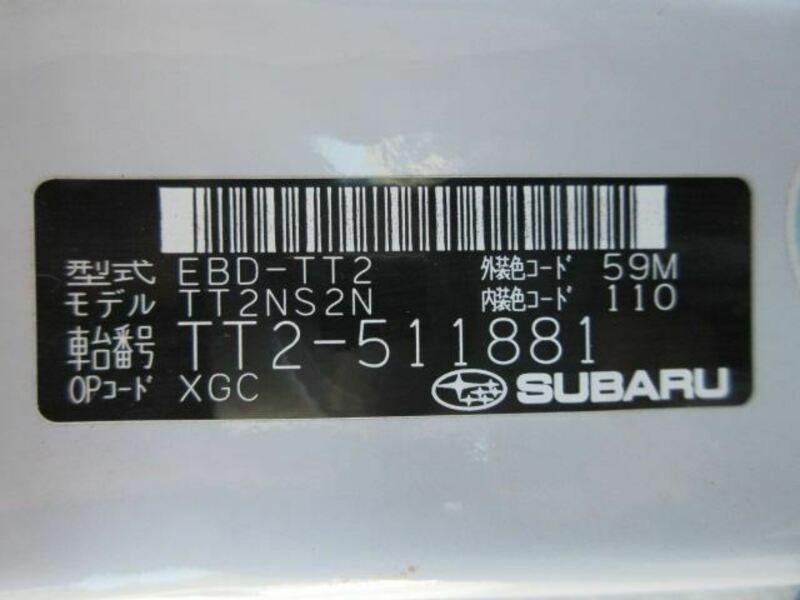 型式 EBD-TT2 外装色コード 59M
モデル TT2NS2N 内装色コード 110
車台番号 TT2-511881
OPコード XGC SUBARU